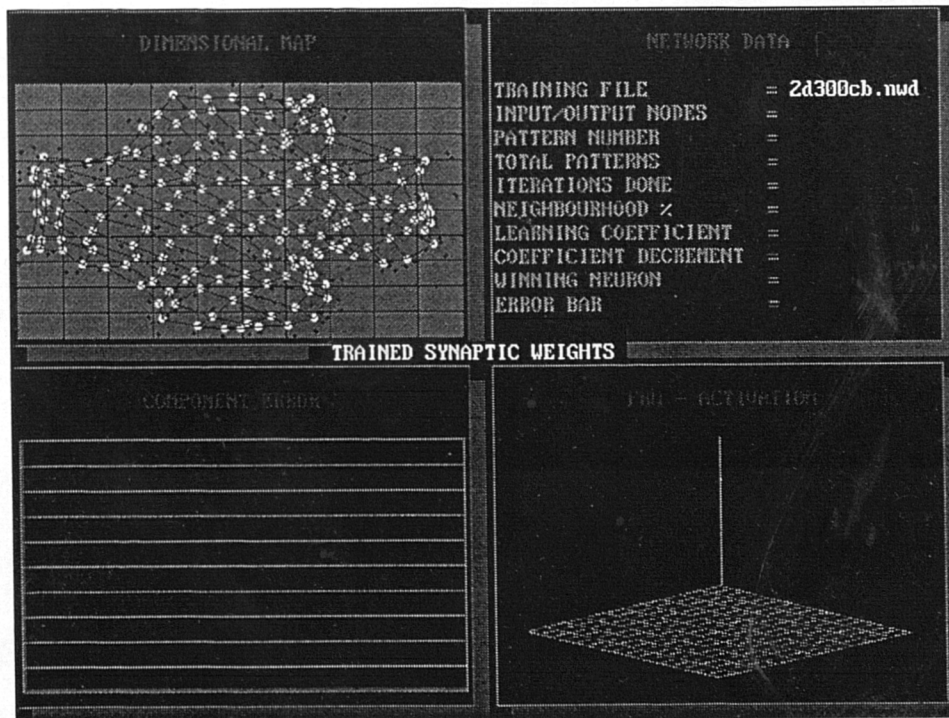 DIMENSIONAL MAP
NETWORK DATA
TRAINING FILE = 2d300cb.nwd
INPUT/OUTPUT NODES =
PATTERN NUMBER =
TOTAL PATTERNS =
ITERATIONS DONE =
NEIGHBOURHOOD % =
LEARNING COEFFICIENT =
COEFFICIENT DECREMENT =
WINNING NEURON =
ERROR BAR =
TRAINED SYNAPTIC WEIGHTS
COMPONENT ERROR
- ACTIVATION